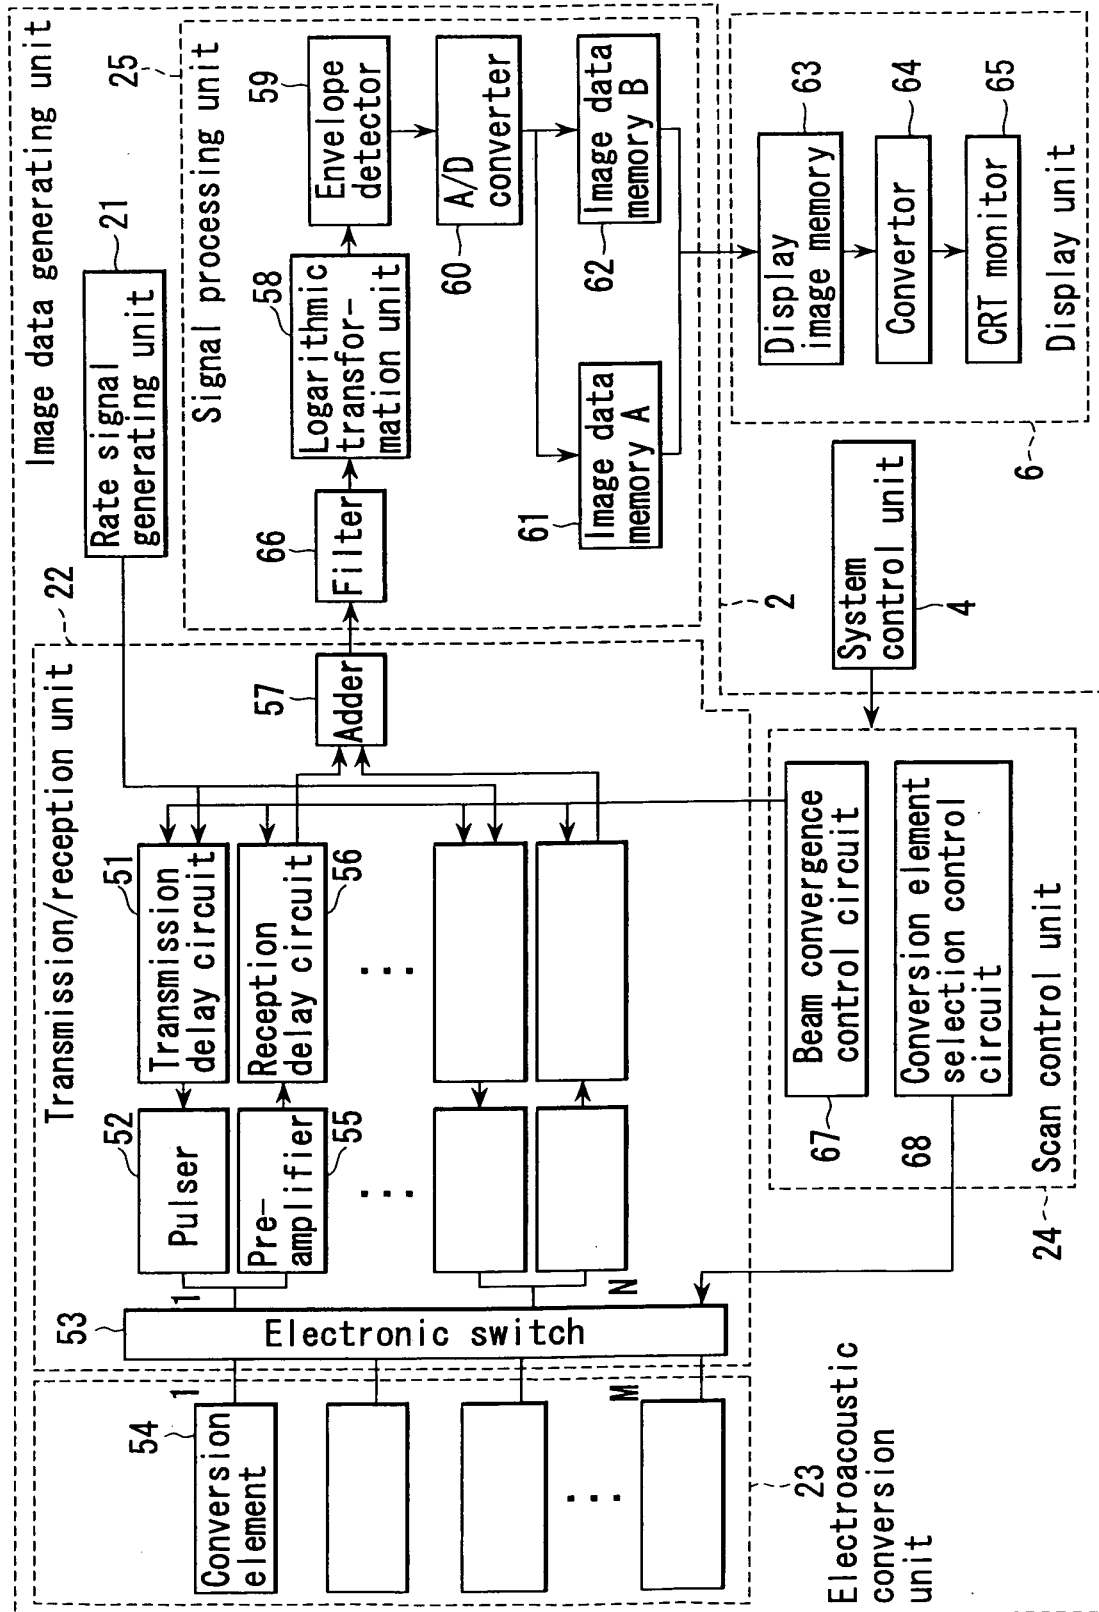 Image data generating unit
Rate signal
generating unit
21
25
Signal processing unit
22
Transmission/reception unit
Conversion
element
54
1
M
23
Electroacoustic
conversion
unit
53
Electronic switch
1
N
52
Pulser
Pre-
amplifier
55
...
51
Transmission
delay circuit
Reception
delay circuit
56
...
...
57
Adder
66
Filter
58
Logarithmic
transfor-
mation unit
59
Envelope
detector
A/D
converter
60
61
Image data
memory A
62
Image data
memory B
2
Display
image memory
63
Convertor
64
CRT monitor
65
Display unit
6
System
control unit
4
Beam convergence
control circuit
67
Conversion element
selection control
circuit
68
Scan control unit
24